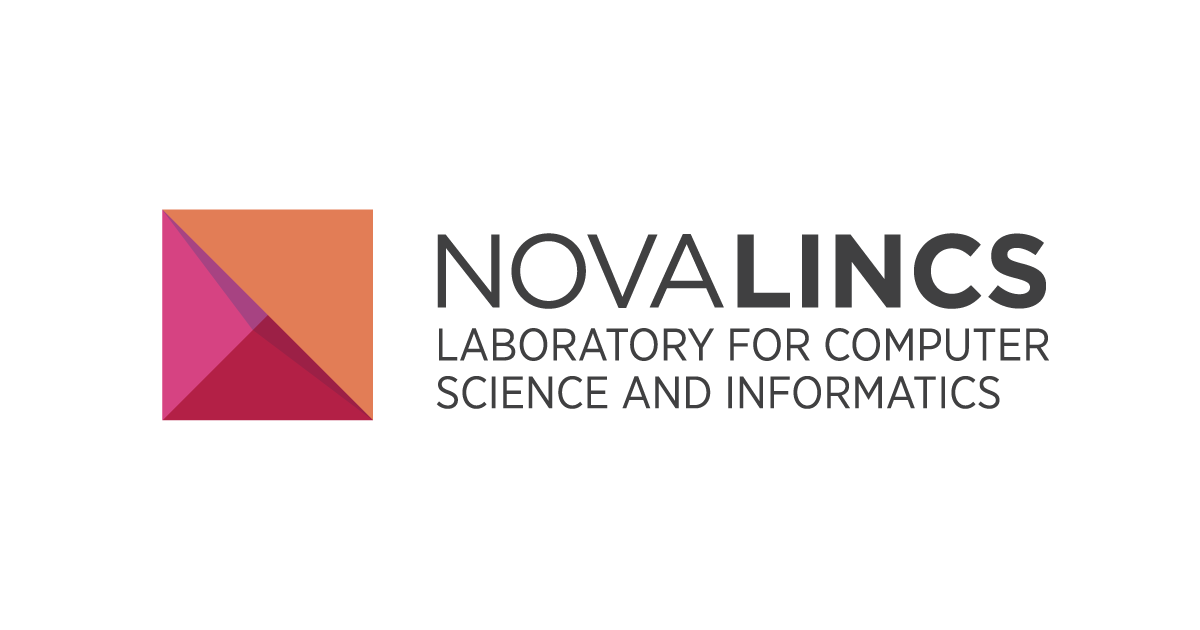 NOVALINCS
LABORATORY FOR COMPUTER
SCIENCE AND INFORMATICS